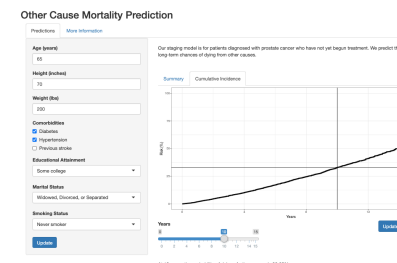 Other Cause Mortality Prediction
Predictions
More Information
Age (years)
65
Height (inches)
70
Weight (lbs)
200
Comorbidities
Diabetes
Hypertension
Previous stroke
Educational Attainment
Some college
Marital Status
Widowed, Divorced, or Separated
Smoking Status
Never smoker
Update
Our staging model is for patients diagnosed with prostate cancer who have not yet begun treatment. We predict th
long-term chances of dying from other causes.
Summary
Cumulative Incidence
Risk (%)
Years
Years
Update